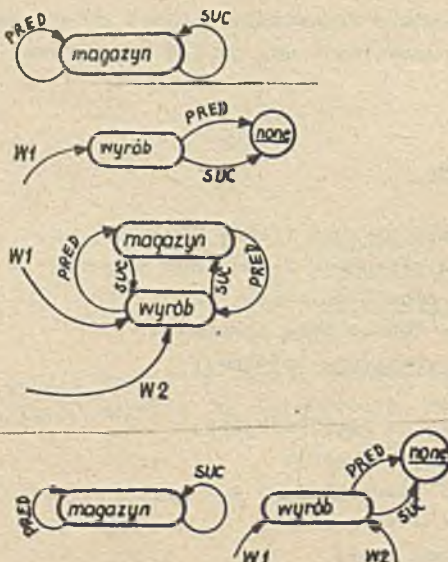 PRED SUC
magazyn
PRED
none
W1 wyrób
SUC
magazyn
W1 PRED SUC SUC PRED
wyrób
W2
PRED magazyn SUC
PRED none
wyrób SUC
W1 W2